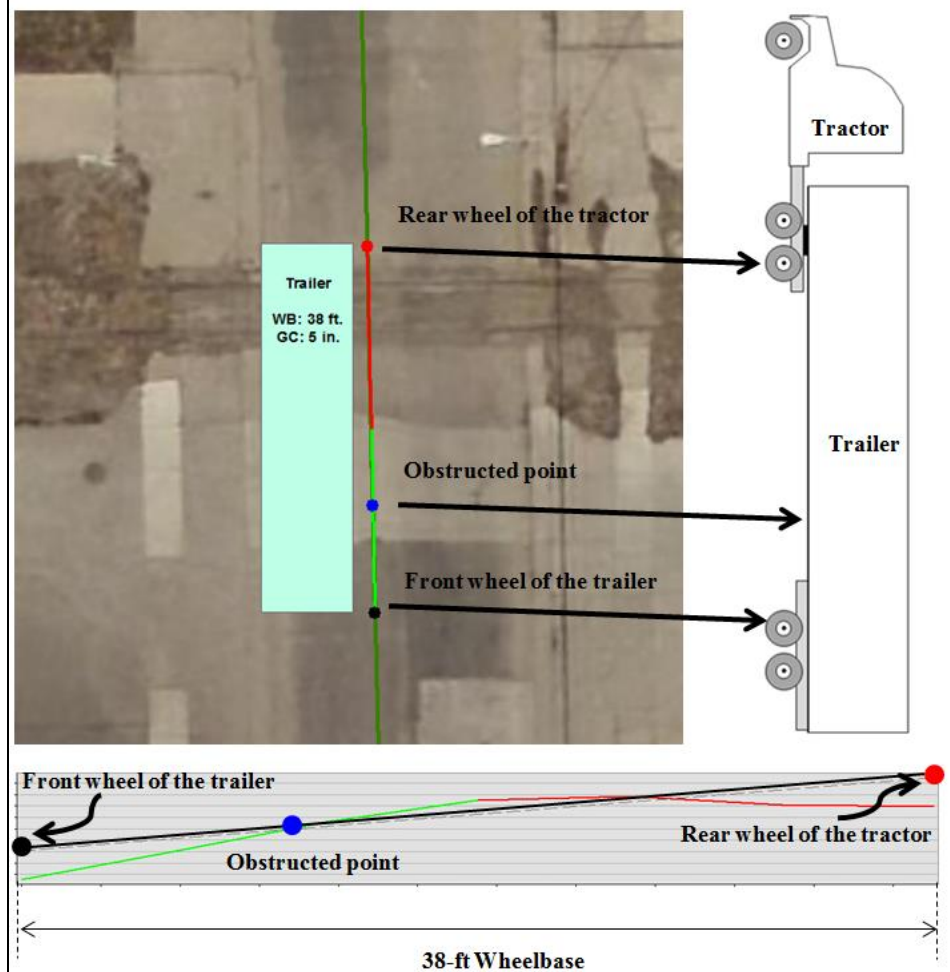 Tractor
Rear wheel of the tractor
Trailer
WB: 38 ft.
GC: 5 in.
Trailer
Obstructed point
Front wheel of the trailer
Front wheel of the trailer
Rear wheel of the tractor
Obstructed point
38-ft Wheelbase